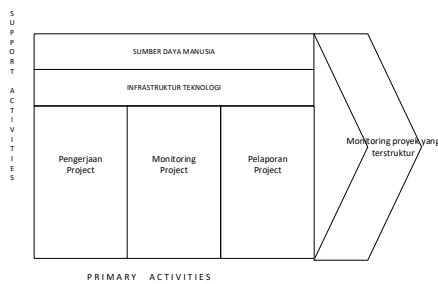 SUPPORT ACTIVITIES
SUMBER DAYA MANUSIA
INFRASTRUKTUR TEKNOLOGI
Pengerjaan
Project
Monitoring
Project
Pelaporan
Project
Monitoring proyek yang
terstruktur
PRIMARY ACTIVITIES